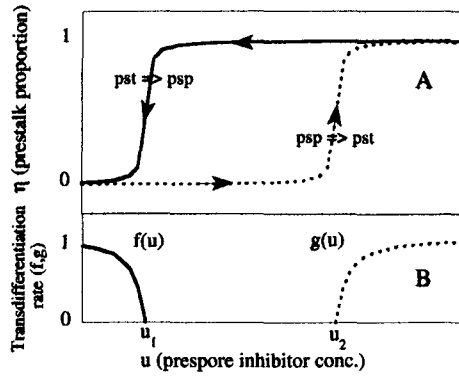 1
A
pst => psp
psp => pst
0
η (prestalk proportion)
Transdifferentiation
rate (f,g)
f(u)
g(u)
1
B
0
u1
u2
u (prespore inhibitor conc.)